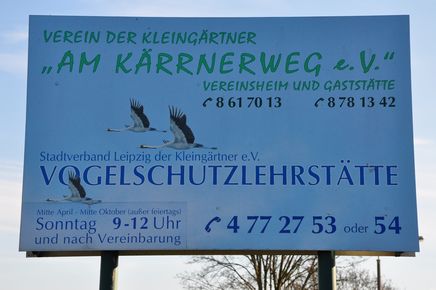 VEREIN DER KLEINGÄRTNER
„AM KÄRRNERWEG e.V."
VEREINSHEIM UND GASTSTÄTTE
✆ 8 61 70 13 ✆ 8 78 13 42
Stadtverband Leipzig der Kleingärtner e.V.
VOGELSCHUTZLEHRSTÄTTE
Mitte April - Mitte Oktober (außer feiertags)
Sonntag 9-12 Uhr
und nach Vereinbarung
✆ 4 77 27 53 oder 54